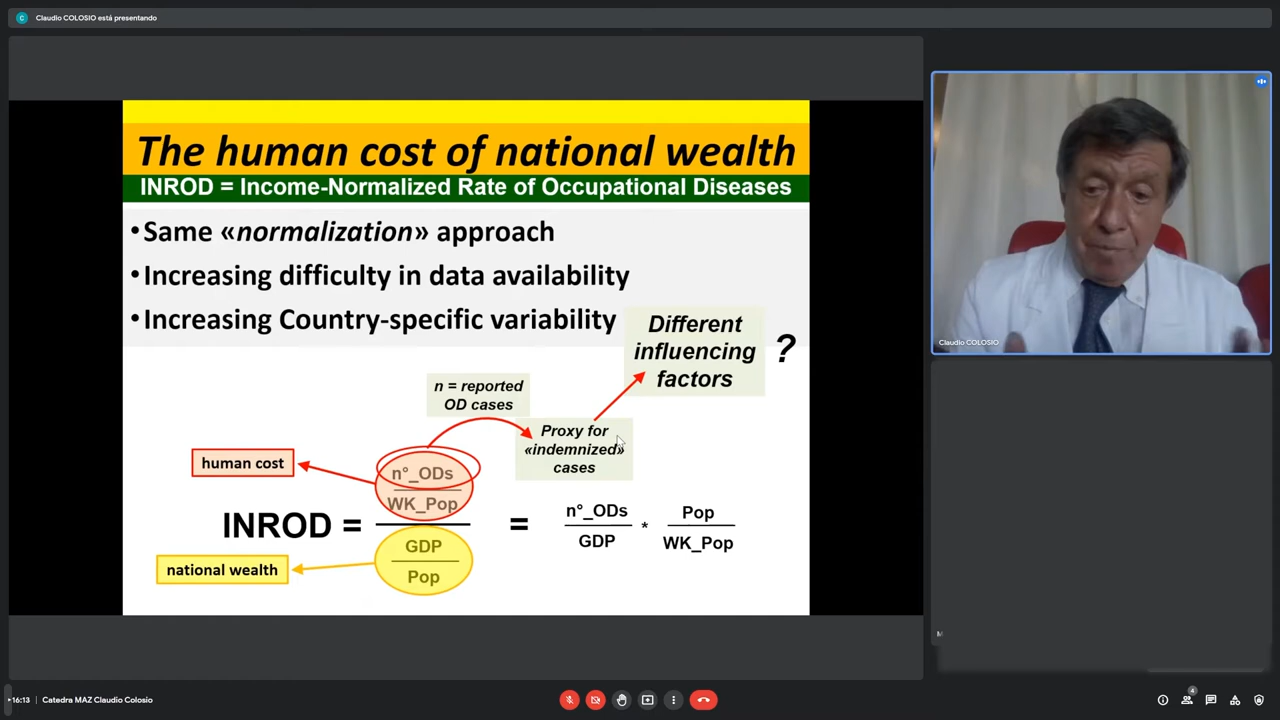 C
Claudio COLOSIO está presentando
The human cost of national wealth
INROD = Income-Normalized Rate of Occupational Diseases
•Same «normalization» approach
•Increasing difficulty in data availability
•Increasing Country-specific variability
Different
influencing
factors
?
n = reported
OD cases
Proxy for
«indemnized»
cases
human cost
n°_ODs
WK_Pop
INROD =
GDP
Pop
national wealth
=
n°_ODs
GDP
*
Pop
WK_Pop
Claudio COLOSIO
M
16:13 | Catedra MAZ Claudio Colosio
4